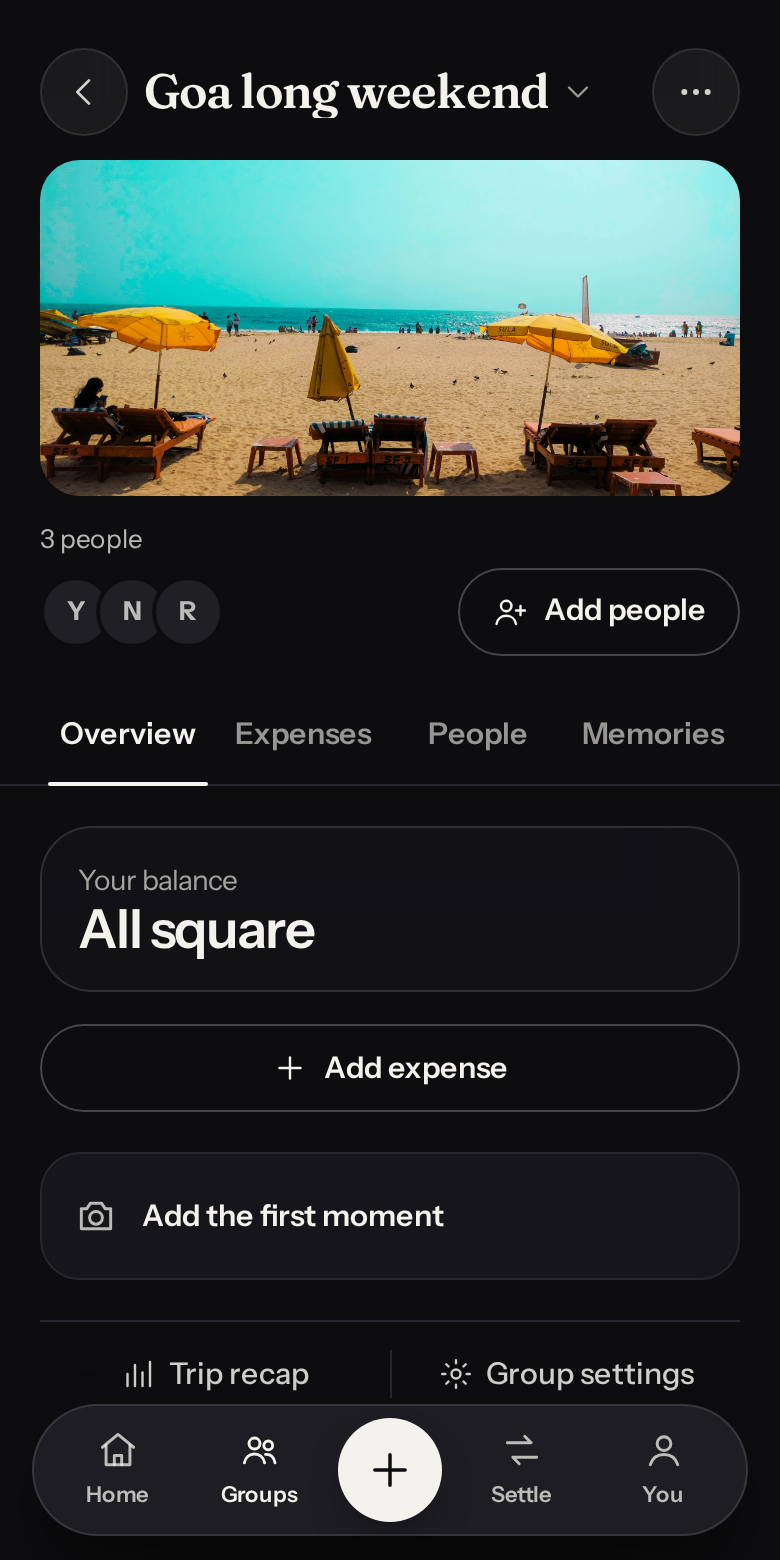 Goa long weekend
SULA
3 people
Y N R
Add people
Overview Expenses People Memories
Your balance
All square
Add expense
Add the first moment
Trip recap
Group settings
Home Groups Settle You